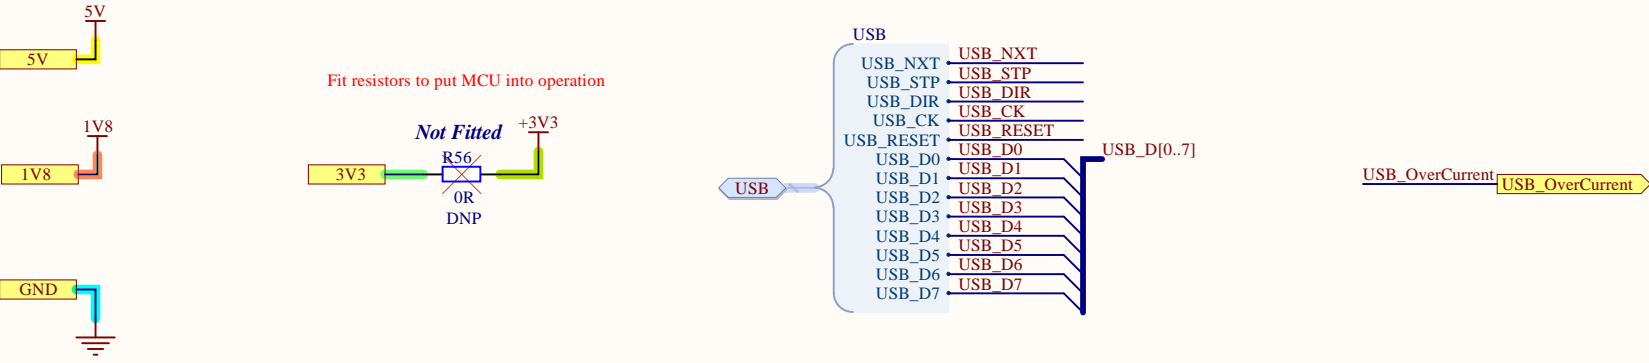 5V
5V
1V8
1V8
GND
Fit resistors to put MCU into operation
Not Fitted
+3V3
R56
3V3
0R
DNP
USB
USB
USB_NXT
USB_NXT
USB_STP
USB_STP
USB_DIR
USB_DIR
USB_CK
USB_CK
USB_RESET
USB_RESET
USB_D0
USB_D0
USB_D1
USB_D1
USB_D2
USB_D2
USB_D3
USB_D3
USB_D4
USB_D4
USB_D5
USB_D5
USB_D6
USB_D6
USB_D7
USB_D7
USB_D[0..7]
USB_OverCurrent
USB_OverCurrent